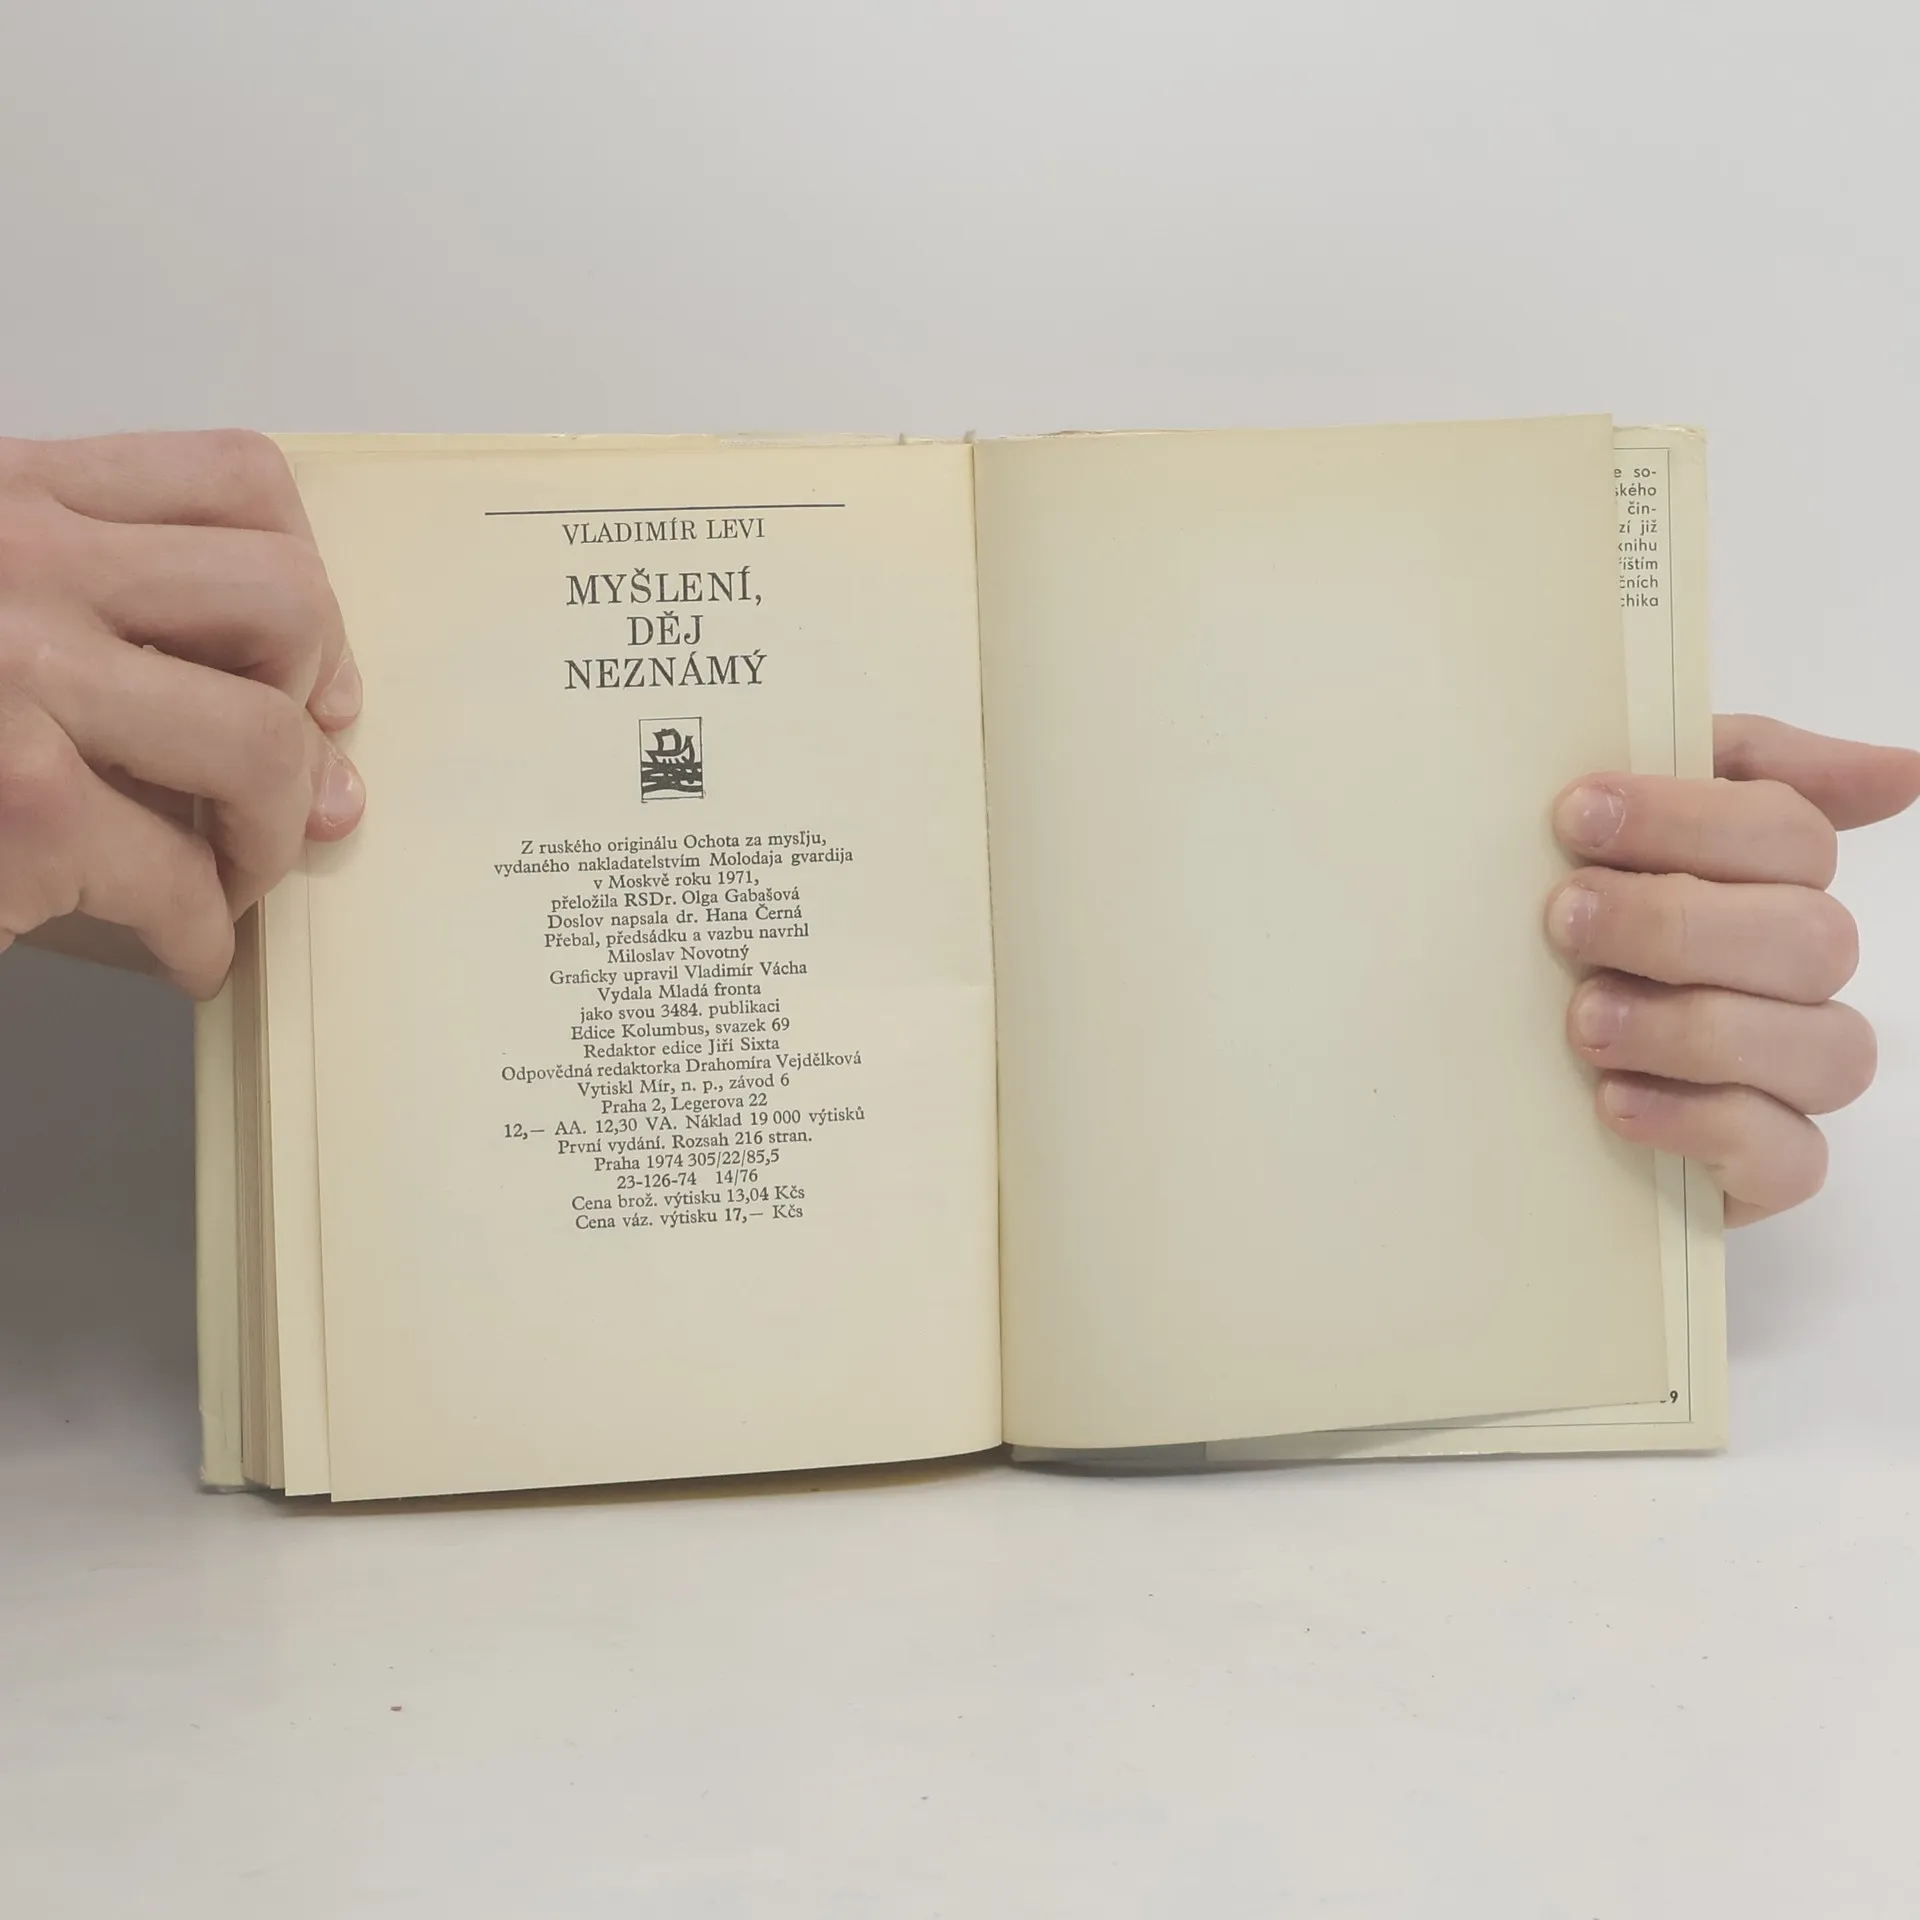 VLADIMÍR LEVI
MYŠLENÍ,
DĚJ
NEZNÁMÝ
Z ruského originálu Ochota za mysľju,
vydaného nakladatelstvím Molodaja gvardija
v Moskvě roku 1971,
přeložila RSDr. Olga Gabašová
Doslov napsala dr. Hana Černá
Přebal, předsádku a vazbu navrhl
Miloslav Novotný
Graficky upravil Vladimír Vácha
Vydala Mladá fronta
jako svou 3484. publikaci
Edice Kolumbus, svazek 69
Redaktor edice Jiří Sixta
Odpovědná redaktorka Drahomíra Vejdělková
Vytiskl Mír, n. p., závod 6
Praha 2, Legerova 22
12,— AA. 12,30 VA. Náklad 19 000 výtisků
První vydání. Rozsah 216 stran.
Praha 1974 305/22/85,5
23-126-74 14/76
Cena brož. výtisku 13,04 Kčs
Cena váz. výtisku 17,— Kčs
so-
čin-
již